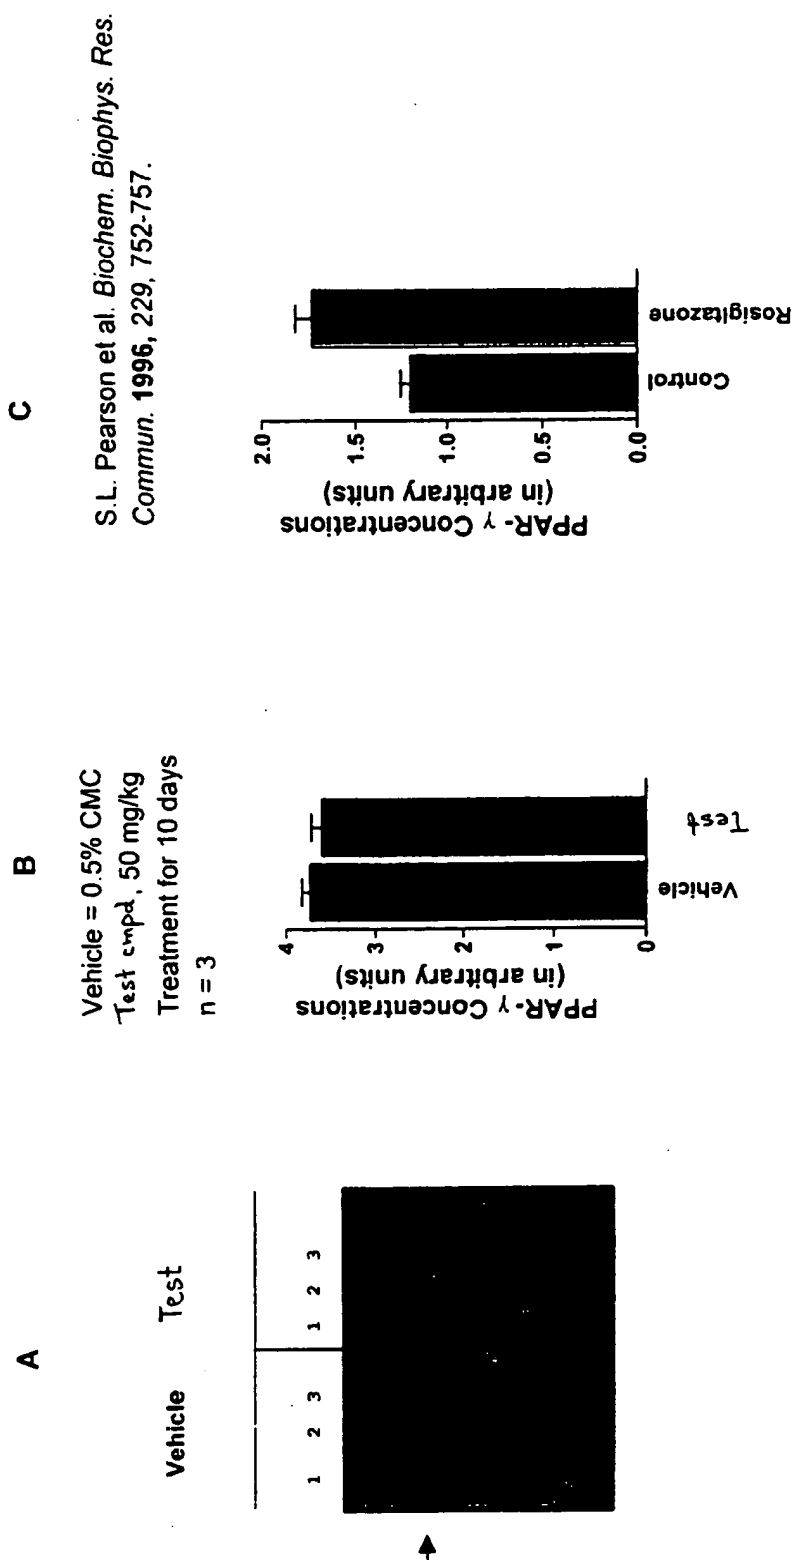 A
Vehicle Test
1 2 3 1 2 3
B
Vehicle = 0.5% CMC
Test cmpd, 50 mg/kg
Treatment for 10 days
n = 3
PPAR-γ Concentrations
(in arbitrary units)
4
3
2
1
0
Vehicle
Test
C
S.L. Pearson et al. Biochem. Biophys. Res.
Commun. 1996, 229, 752-757.
PPAR-γ Concentrations
(in arbitrary units)
2.0
1.5
1.0
0.5
0.0
Control
Rosigltazone